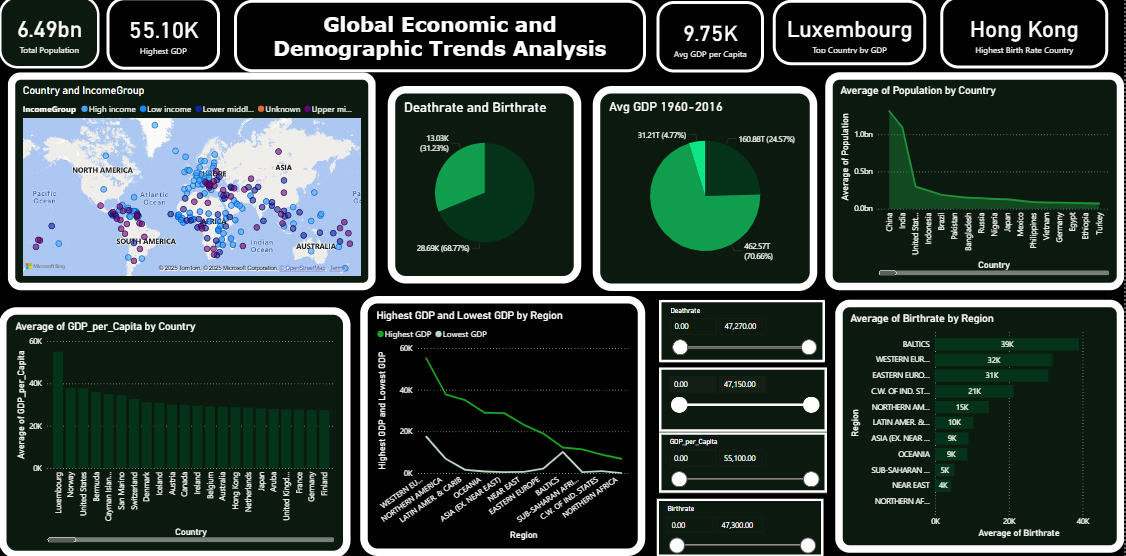 6.49bn
Total Population
55.10K
Highest GDP
Global Economic and
Demographic Trends Analysis
9.75K
Avg GDP per Capita
Luxembourg
Top Country by GDP
Hong Kong
Highest Birth Rate Country
Country and IncomeGroup
IncomeGroup High income Low income Lower middl... Unknown Upper mi...
NORTH AMERICA
EUROPE
ASIA
Pacific
Ocean
Atlantic
Ocean
AFRICA
SOUTH AMERICA
Indian
Ocean
AUSTRALIA
Microsoft Bing
© 2025 TomTom, © 2025 Microsoft Corporation, © OpenStreetMap Terms
Deathrate and Birthrate
13.03K
(31.23%)
28.69K (68.77%)
Avg GDP 1960-2016
31.21T (4.77%)
160.88T (24.57%)
462.57T
(70.66%)
Average of Population by Country
Average of Population
1.0bn
0.5bn
0.0bn
China
India
United Stat...
Indonesia
Brazil
Pakistan
Bangladesh
Russia
Nigeria
Japan
Mexico
Philippines
Vietnam
Germany
Egypt
Ethiopia
Turkey
Country
Average of GDP_per_Capita by Country
Average of GDP_per_Capita
60K
40K
20K
0K
Luxembourg
Norway
United States
Bermuda
Cayman Islan...
San Marino
Switzerland
Denmark
Iceland
Austria
Canada
Ireland
Belgium
Australia
Hong Kong
Netherlands
Japan
Aruba
United Kingd...
France
Germany
Finland
Country
Highest GDP and Lowest GDP by Region
Highest GDP Lowest GDP
Highest GDP and Lowest GDP
60K
40K
20K
0K
WESTERN EU...
NORTHERN AMERICA
LATIN AMER. & CARIB
OCEANIA
ASIA (EX. NEAR EAST)
NEAR EAST
EASTERN EUROPE
BALTICS
SUB-SAHARAN AFRI...
C.W. OF IND. STATES
NORTHERN AFRICA
Region
Deathrate
0.00 47,270.00
0.00 47,150.00
GDP_per_Capita
0.00 55,100.00
Birthrate
0.00 47,300.00
Average of Birthrate by Region
Region
BALTICS 39K
WESTERN EUR... 32K
EASTERN EURO... 31K
C.W. OF IND. ST... 21K
NORTHERN AM... 15K
LATIN AMER. &... 10K
ASIA (EX. NEAR ... 9K
OCEANIA 9K
SUB-SAHARAN ... 5K
NEAR EAST 4K
NORTHERN AF...
0K 20K 40K
Average of Birthrate